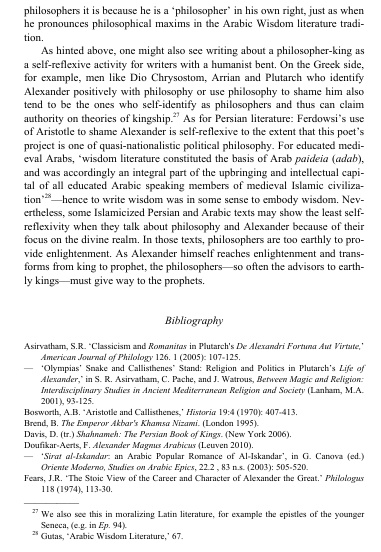 philosophers it is because he is a ‘philosopher’ in his own right, just as when
he pronounces philosophical maxims in the Arabic Wisdom literature tradi-
tion.
As hinted above, one might also see writing about a philosopher-king as
a self-reflexive activity for writers with a humanist bent. On the Greek side,
for example, men like Dio Chrysostom, Arrian and Plutarch who identify
Alexander positively with philosophy or use philosophy to shame him also
tend to be the ones who self-identify as philosophers and thus can claim
authority on theories of kingship.27 As for Persian literature: Ferdowsi’s use
of Aristotle to shame Alexander is self-reflexive to the extent that this poet’s
project is one of quasi-nationalistic political philosophy. For educated medi-
eval Arabs, ‘wisdom literature constituted the basis of Arab paideia (adab),
and was accordingly an integral part of the upbringing and intellectual capi-
tal of all educated Arabic speaking members of medieval Islamic civiliza-
tion’28—hence to write wisdom was in some sense to embody wisdom. Nev-
ertheless, some Islamicized Persian and Arabic texts may show the least self-
reflexivity when they talk about philosophy and Alexander because of their
focus on the divine realm. In those texts, philosophers are too earthly to pro-
vide enlightenment. As Alexander himself reaches enlightenment and trans-
forms from king to prophet, the philosophers—so often the advisors to earth-
ly kings—must give way to the prophets.
Bibliography
Asirvatham, S.R. ‘Classicism and Romanitas in Plutarch's De Alexandri Fortuna Aut Virtute,’
American Journal of Philology 126. 1 (2005): 107-125.
— ‘Olympias’ Snake and Callisthenes’ Stand: Religion and Politics in Plutarch’s Life of
Alexander,’ in S. R. Asirvatham, C. Pache, and J. Watrous, Between Magic and Religion:
Interdisciplinary Studies in Ancient Mediterranean Religion and Society (Lanham, M.A.
2001), 93-125.
Bosworth, A.B. ‘Aristotle and Callisthenes,’ Historia 19:4 (1970): 407-413.
Brend, B. The Emperor Akbar's Khamsa Nizami. (London 1995).
Davis, D. (tr.) Shahnameh: The Persian Book of Kings. (New York 2006).
Doufikar-Aerts, F. Alexander Magnus Arabicus (Leuven 2010).
— ‘Sirat al-Iskandar: an Arabic Popular Romance of Al-Iskandar’, in G. Canova (ed.)
Oriente Moderno, Studies on Arabic Epics, 22.2 , 83 n.s. (2003): 505-520.
Fears, J.R. ‘The Stoic View of the Career and Character of Alexander the Great.’ Philologus
118 (1974), 113-30.
27 We also see this in moralizing Latin literature, for example the epistles of the younger
Seneca, (e.g. in Ep. 94).
28 Gutas, ‘Arabic Wisdom Literature,’ 67.